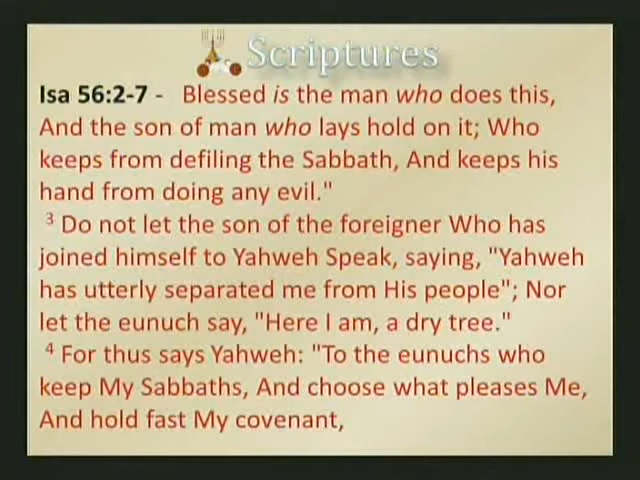 Scriptures
Isa 56:2-7 - Blessed is the man who does this,
And the son of man who lays hold on it; Who
keeps from defiling the Sabbath, And keeps his
hand from doing any evil."
3 Do not let the son of the foreigner Who has
joined himself to Yahweh Speak, saying, "Yahweh
has utterly separated me from His people"; Nor
let the eunuch say, "Here I am, a dry tree."
4 For thus says Yahweh: "To the eunuchs who
keep My Sabbaths, And choose what pleases Me,
And hold fast My covenant,